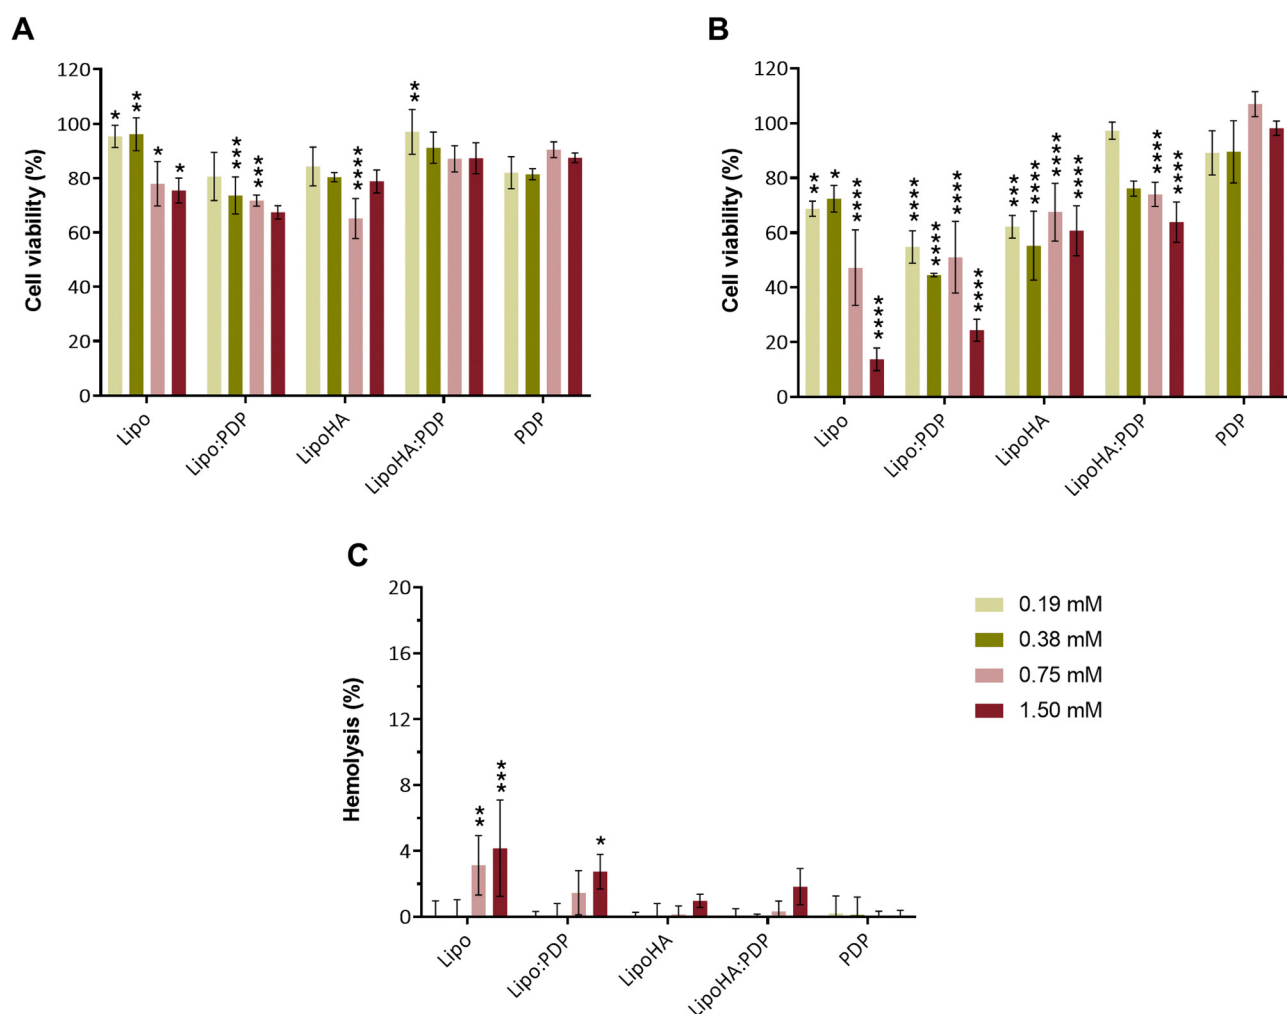 A
Cell viability (%)
120
100
80
60
40
20
0
* ** * * *** *** **** **
Lipo
Lipo:PDP
LipoHA
LipoHA:PDP
PDP
B
Cell viability (%)
120
100
80
60
40
20
0
** * **** **** **** **** **** **** *** **** **** **** **** ****
Lipo
Lipo:PDP
LipoHA
LipoHA:PDP
PDP
C
Hemolysis (%)
20
16
12
8
4
0
** *** *
Lipo
Lipo:PDP
LipoHA
LipoHA:PDP
PDP
0.19 mM
0.38 mM
0.75 mM
1.50 mM